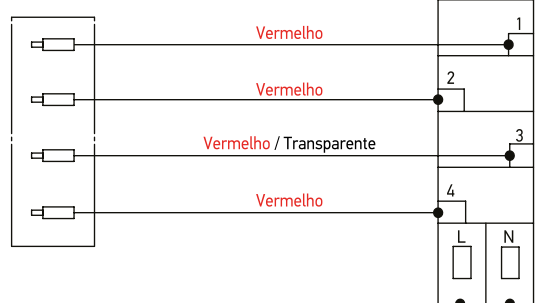 Vermelho 1
Vermelho 2
Vermelho / Transparente 3
Vermelho 4
L N